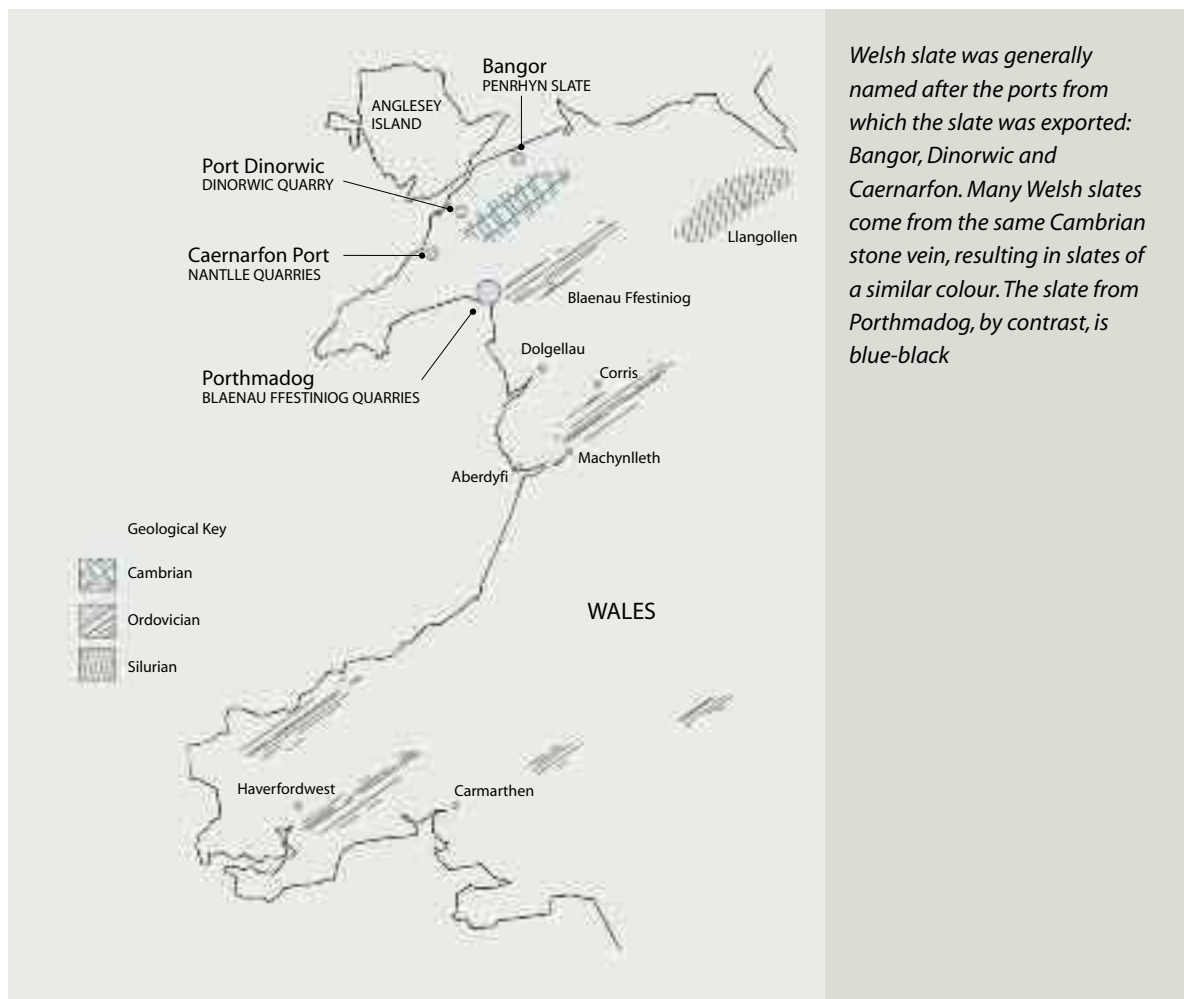 Bangor
PENRHYN SLATE
ANGLESEY
ISLAND
Port Dinorwic
DINORWIC QUARRY
Llangollen
Caernarfon Port
NANTLLE QUARRIES
Blaenau Ffestiniog
Dolgellau
Corris
Porthmadog
BLAENAU FFESTINIOG QUARRIES
Machynlleth
Aberdyfi
Geological Key
Cambrian
Ordovician
Silurian
WALES
Haverfordwest
Carmarthen
Welsh slate was generally
named after the ports from
which the slate was exported:
Bangor, Dinorwic and
Caernarfon. Many Welsh slates
come from the same Cambrian
stone vein, resulting in slates of
a similar colour. The slate from
Porthmadog, by contrast, is
blue-black